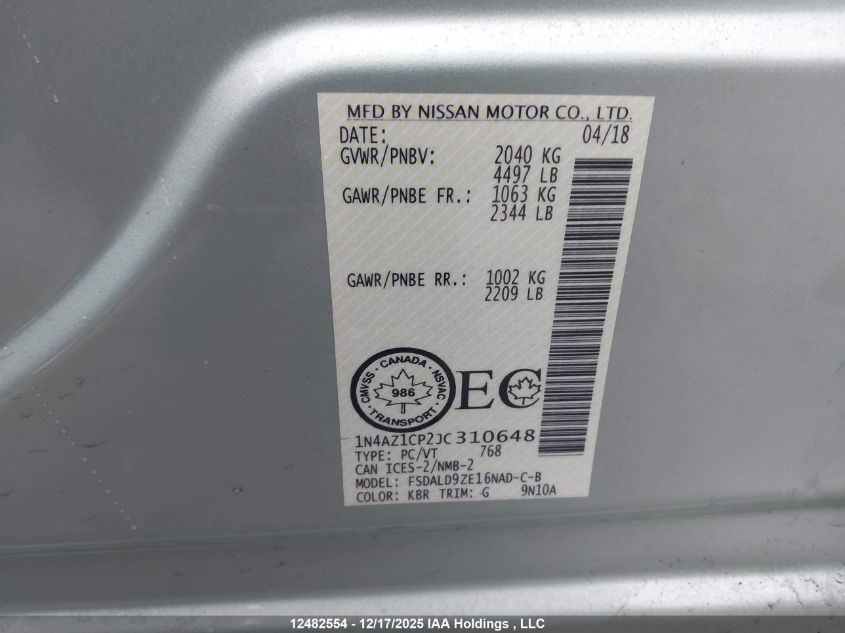 MFD BY NISSAN MOTOR CO., LTD.
DATE: 04/18
GVWR/PNBV: 2040 KG
4497 LB
GAWR/PNBE FR.: 1063 KG
2344 LB
GAWR/PNBE RR.: 1002 KG
2209 LB
CANADA
CMVSS 986 NSVAC
TRANSPORT
EC
1N4AZ1CP2JC310648
TYPE: PC/VT 768
CAN ICES-2/NMB-2
MODEL: FSDALD9ZE16NAD-C-B
COLOR: KBR TRIM: G 9N10A
12482554 - 12/17/2025 IAA Holdings , LLC